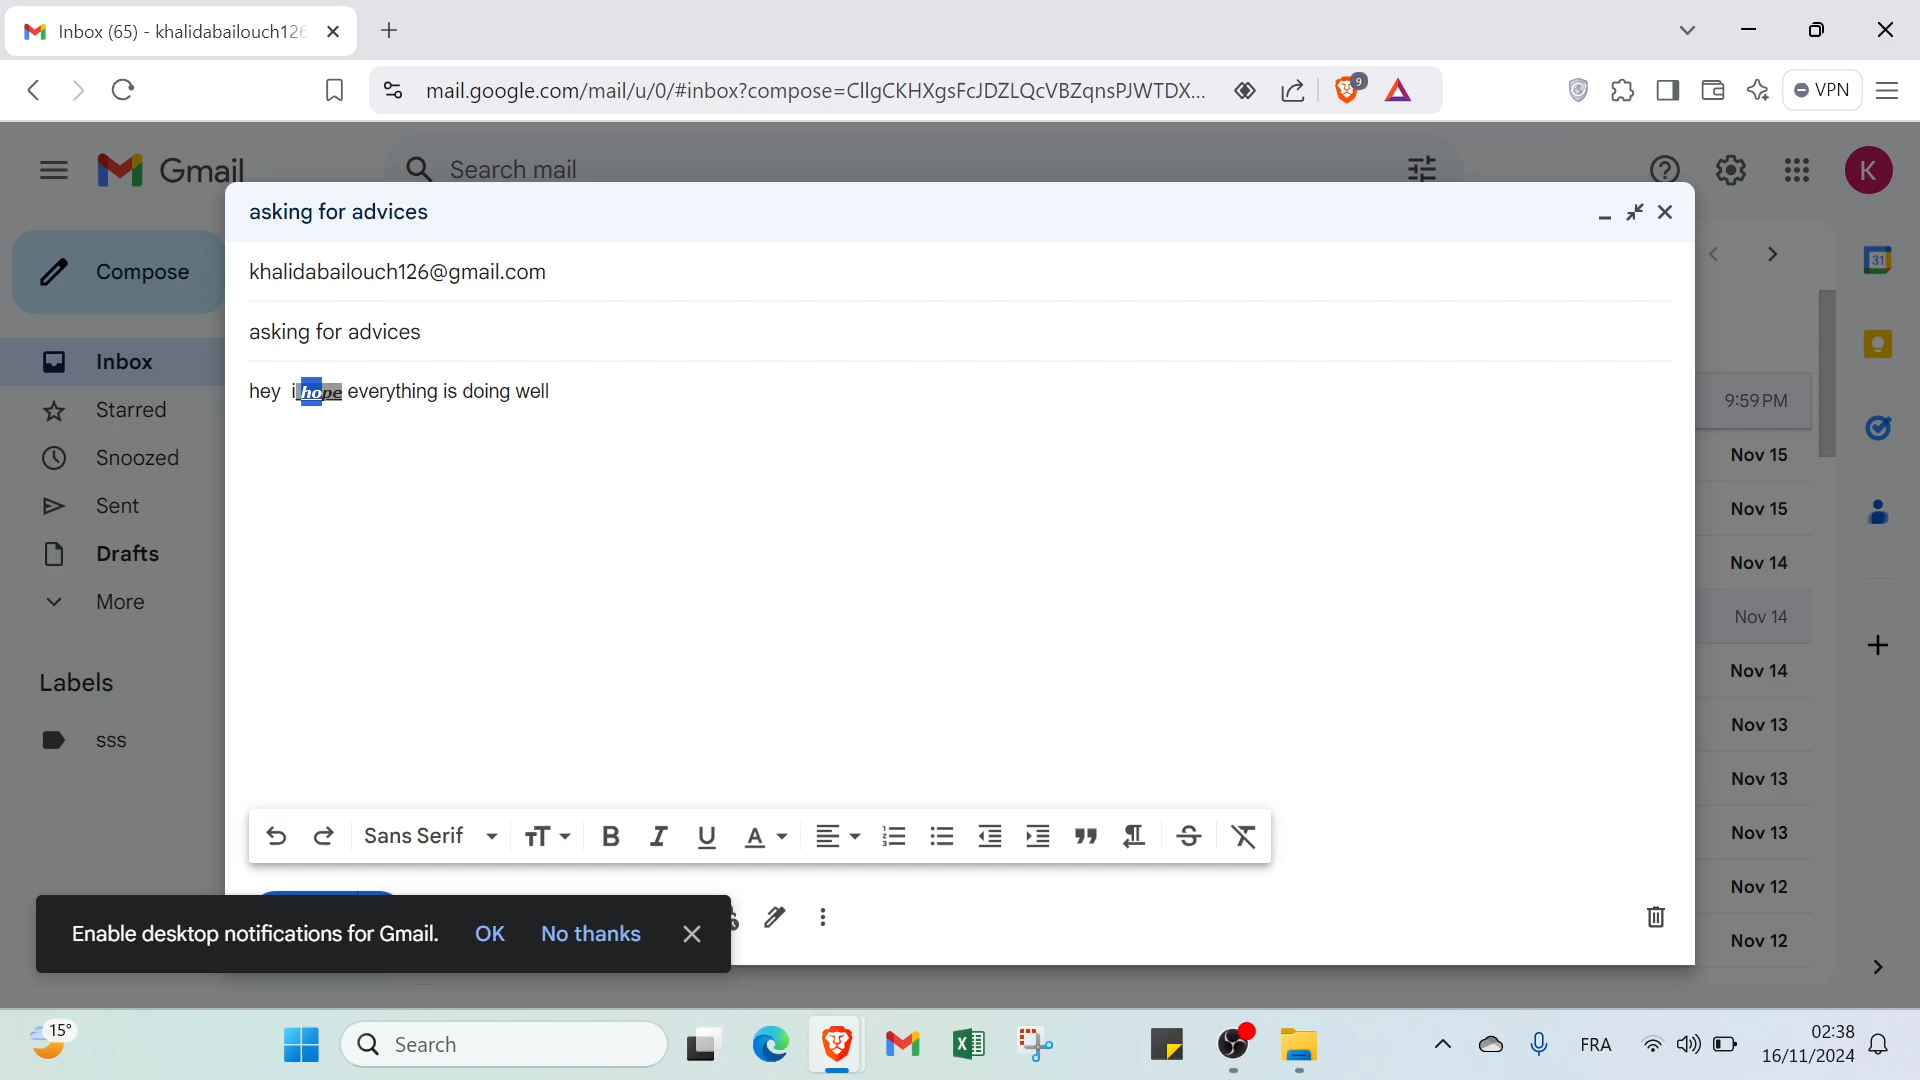 Inbox (65) - khalidabailouch126
mail.google.com/mail/u/0/#inbox?compose=CllgCKHXgsFcJDZLQcVBZqnsPJWTDX...
9
VPN
Gmail
Search mail
K
asking for advices
Compose
khalidabailouch126@gmail.com
31
asking for advices
Inbox
hey i hope everything is doing well
9:59 PM
Starred
Nov 15
Snoozed
Nov 15
Sent
Drafts
Nov 14
More
Nov 14
Nov 14
Labels
Nov 13
sss
Nov 13
Sans Serif
Nov 13
Nov 12
Enable desktop notifications for Gmail. OK No thanks
Nov 12
15°
Search
FRA
02:38
16/11/2024